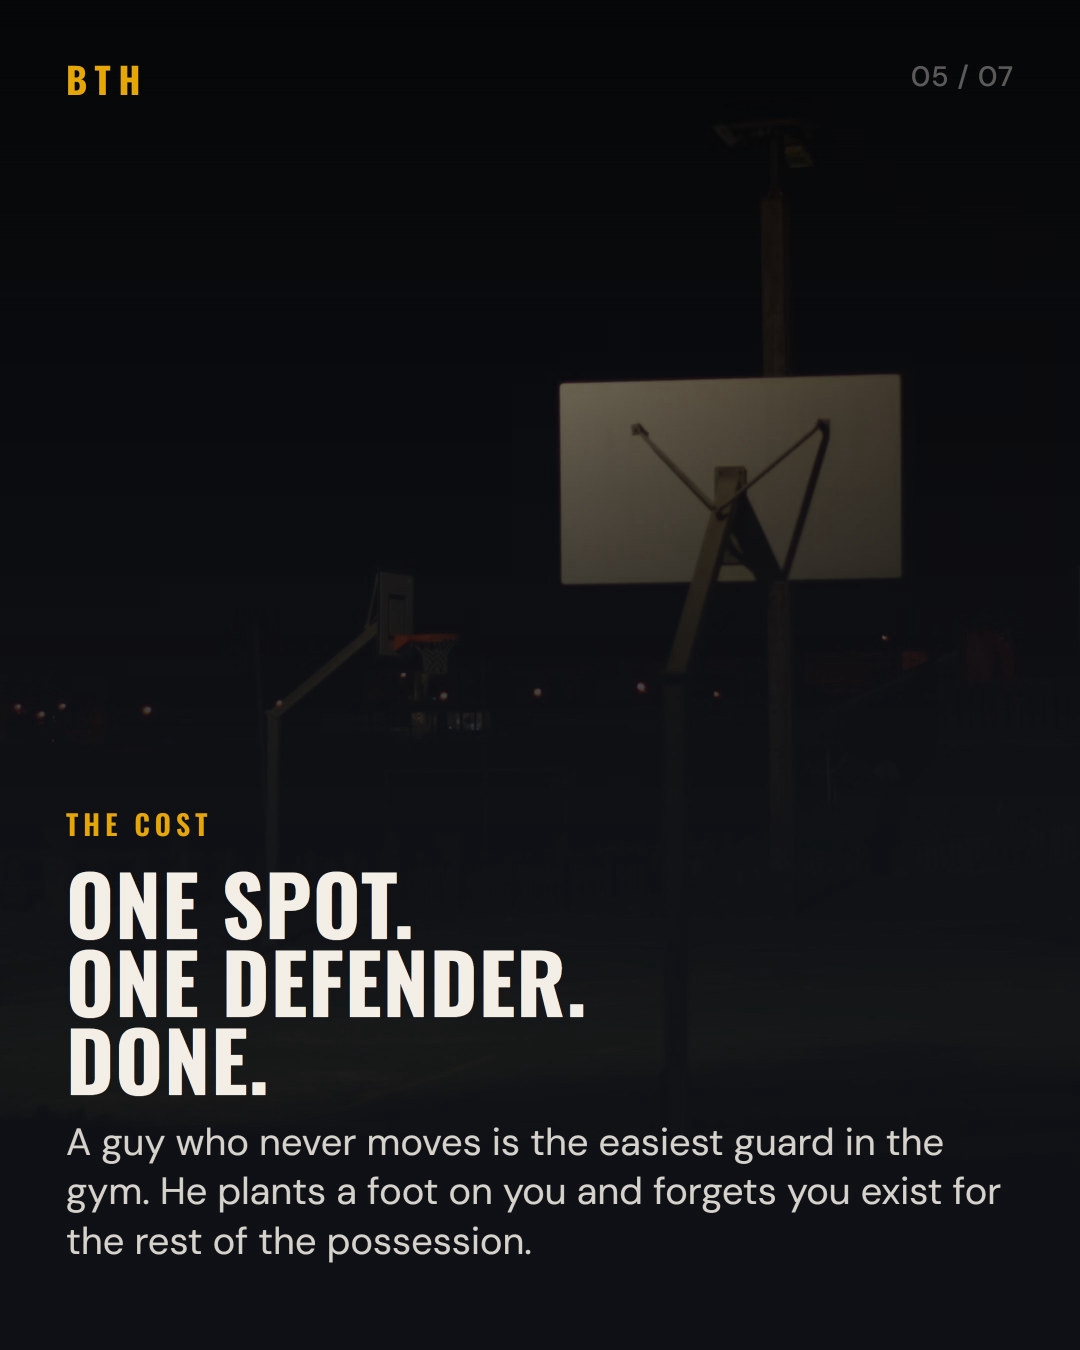 BTH
05 / 07
THE COST
ONE SPOT.
ONE DEFENDER.
DONE.
A guy who never moves is the easiest guard in the
gym. He plants a foot on you and forgets you exist for
the rest of the possession.